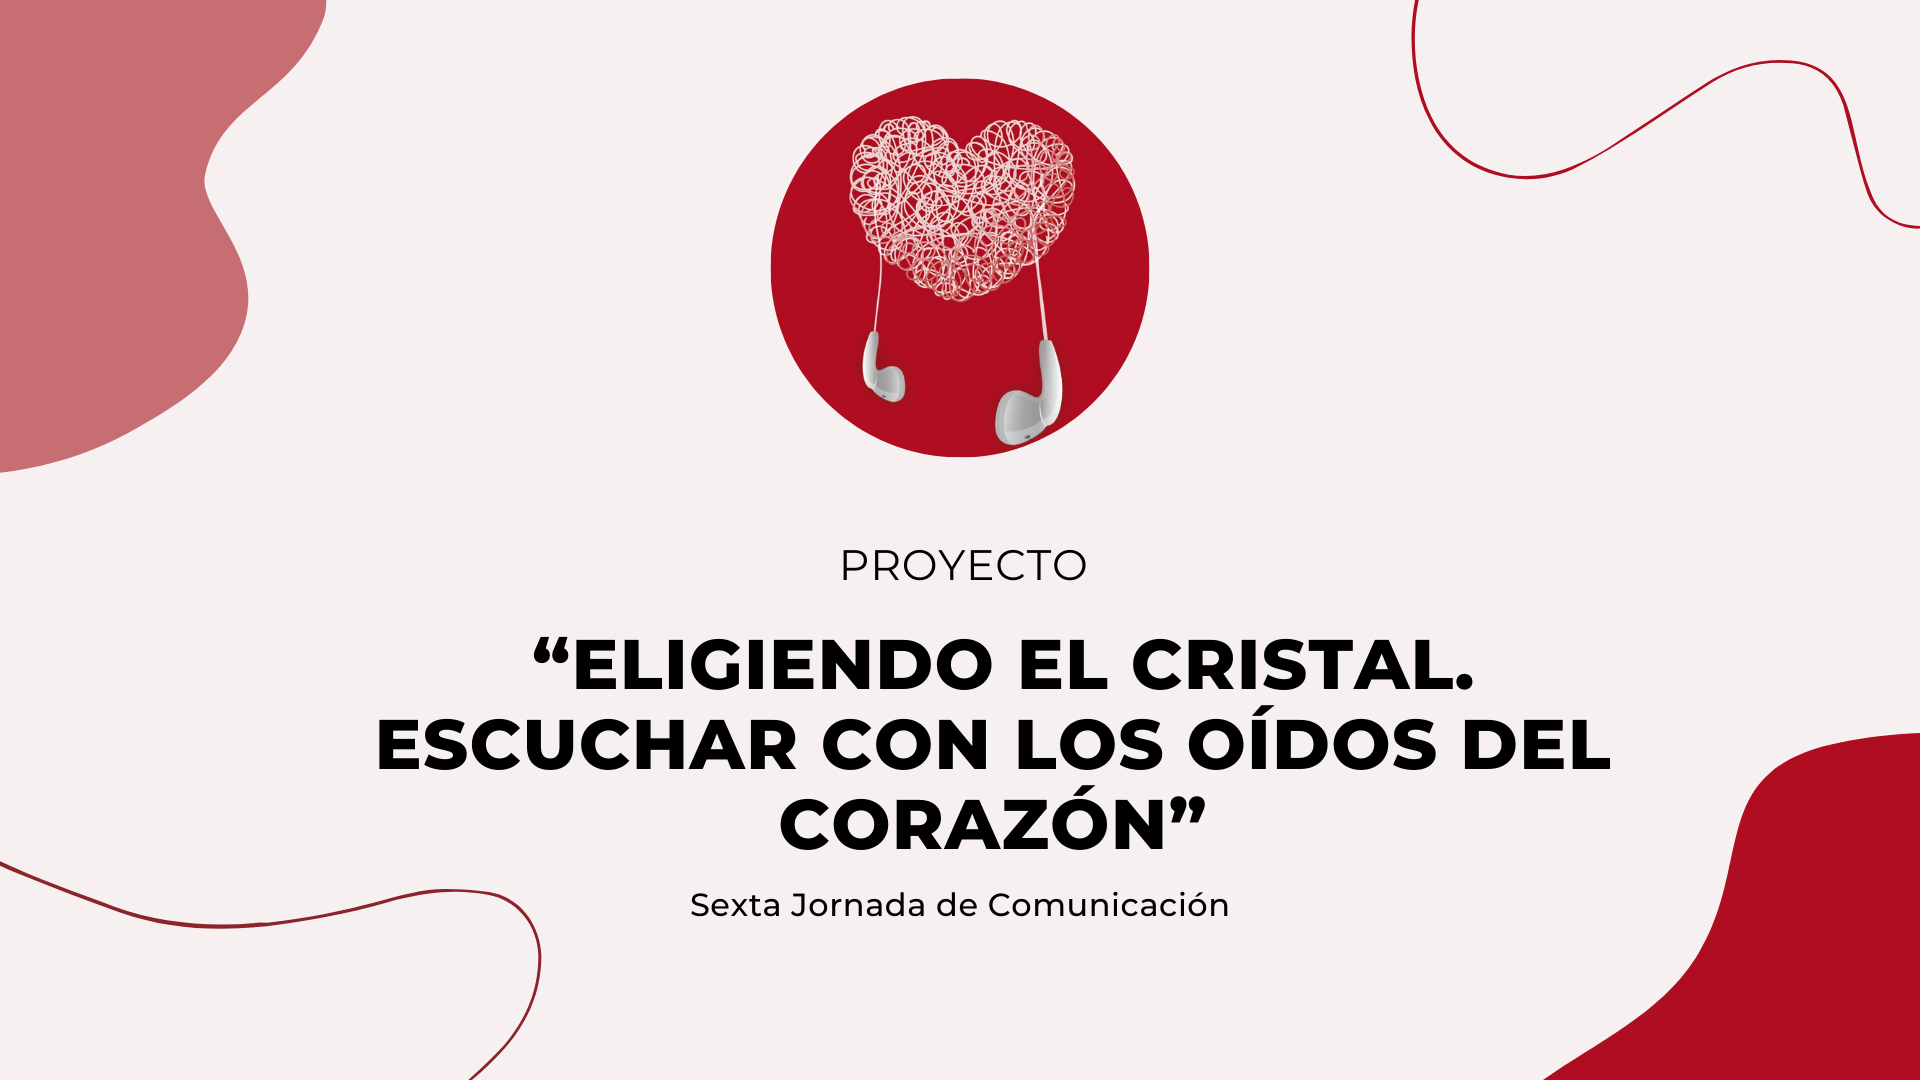 PROYECTO
“ELIGIENDO EL CRISTAL.
ESCUCHAR CON LOS OÍDOS DEL
CORAZÓN”
Sexta Jornada de Comunicación